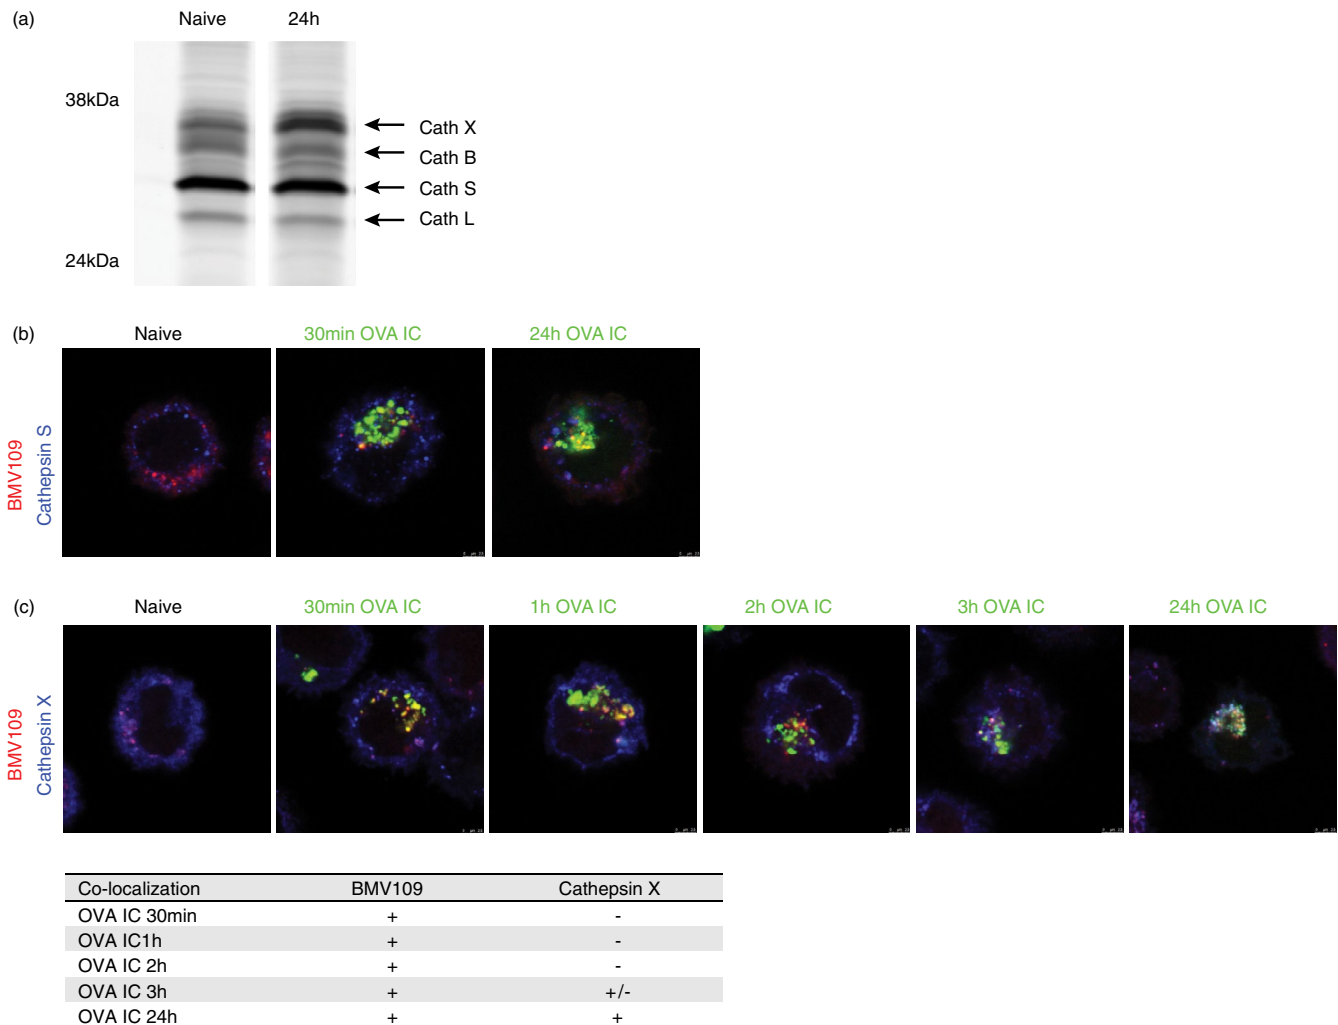 (a)
Naive 24h
38kDa
Cath X
Cath B
Cath S
Cath L
24kDa
(b)
Naive 30min OVA IC 24h OVA IC
BMV109
Cathepsin S
(c)
Naive 30min OVA IC 1h OVA IC 2h OVA IC 3h OVA IC 24h OVA IC
BMV109
Cathepsin X
Co-localization BMV109 Cathepsin X
OVA IC 30min + -
OVA IC1h + -
OVA IC 2h + -
OVA IC 3h + +/-
OVA IC 24h + +